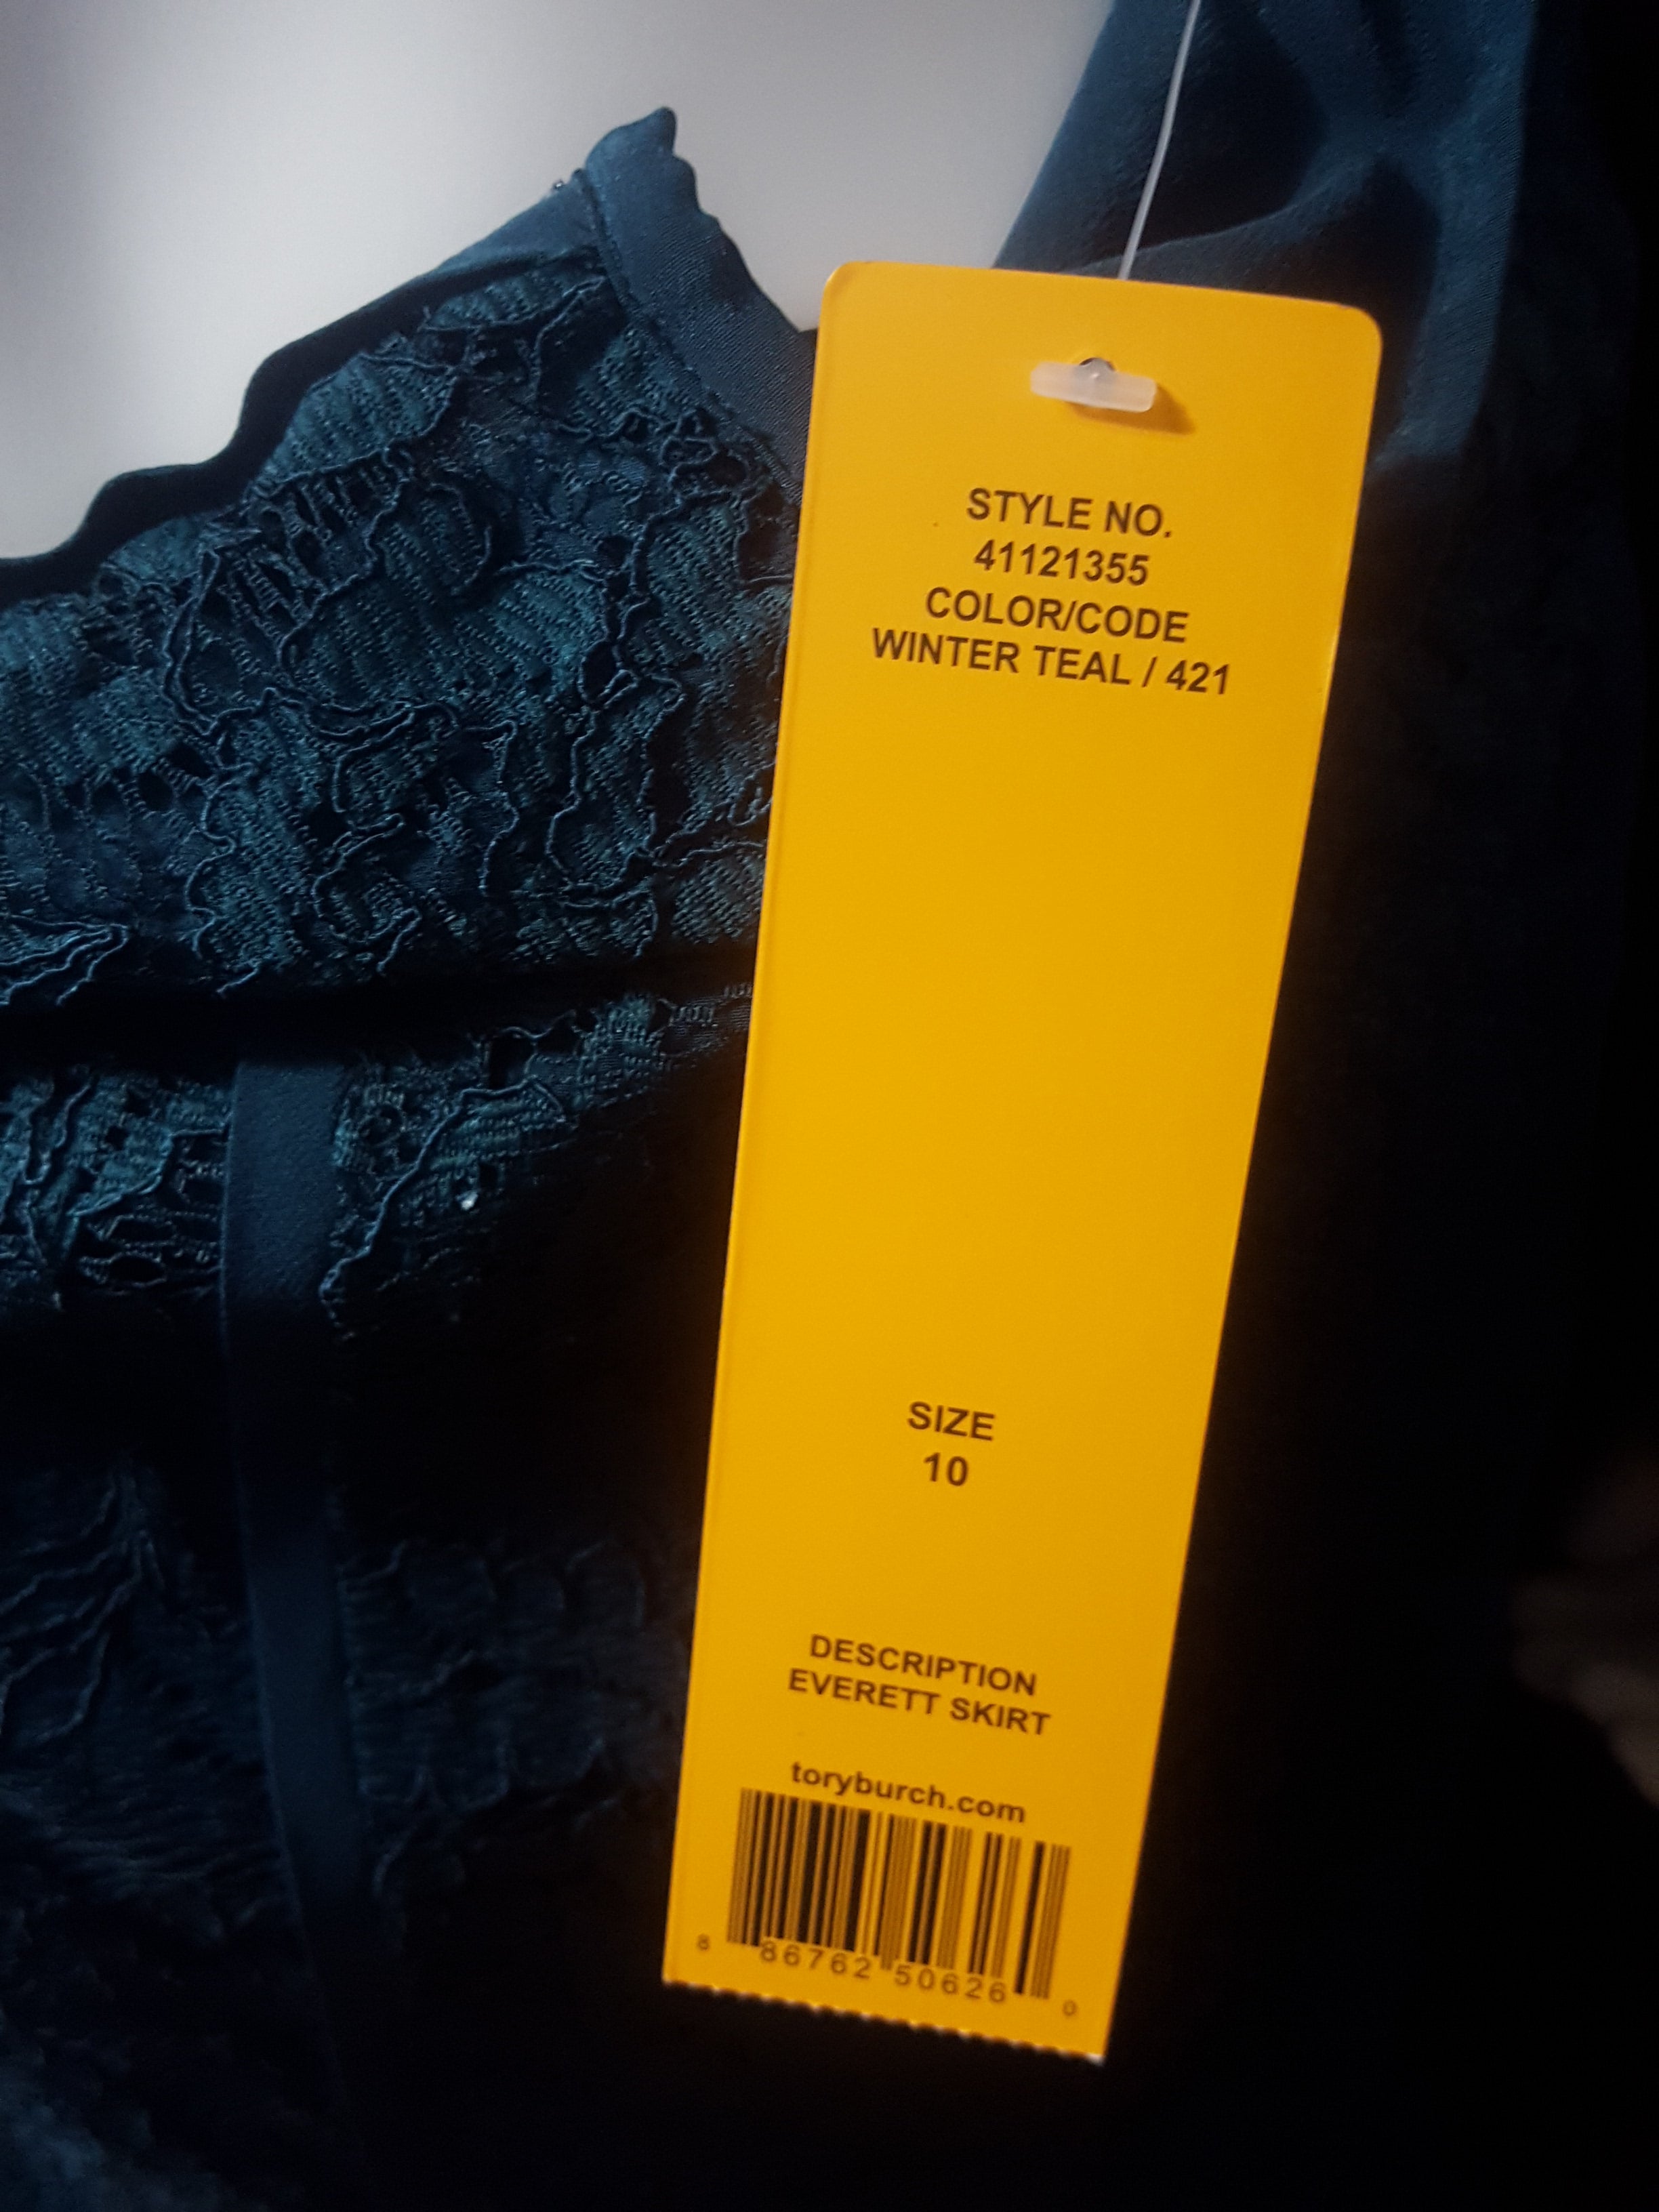 STYLE NO.
41121355
COLOR/CODE
WINTER TEAL / 421
SIZE
10
DESCRIPTION
EVERETT SKIRT
toryburch.com
8 86762 50626 0